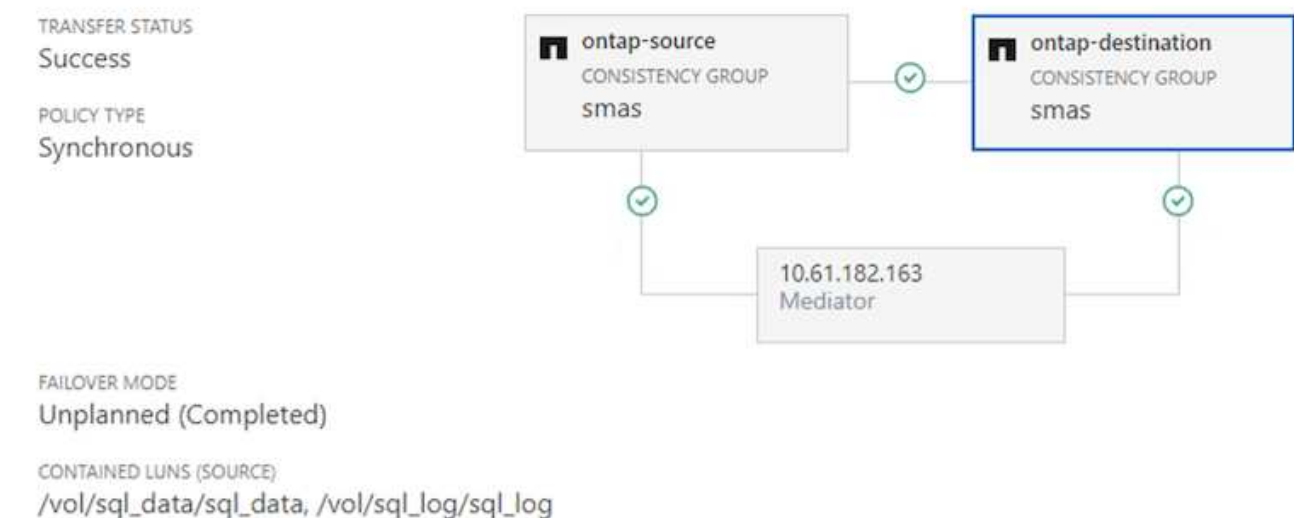 TRANSFER STATUS
Success
POLICY TYPE
Synchronous
ontap-source
CONSISTENCY GROUP
smas
ontap-destination
CONSISTENCY GROUP
smas
10.61.182.163
Mediator
FAILOVER MODE
Unplanned (Completed)
CONTAINED LUNS (SOURCE)
/vol/sql_data/sql_data, /vol/sql_log/sql_log